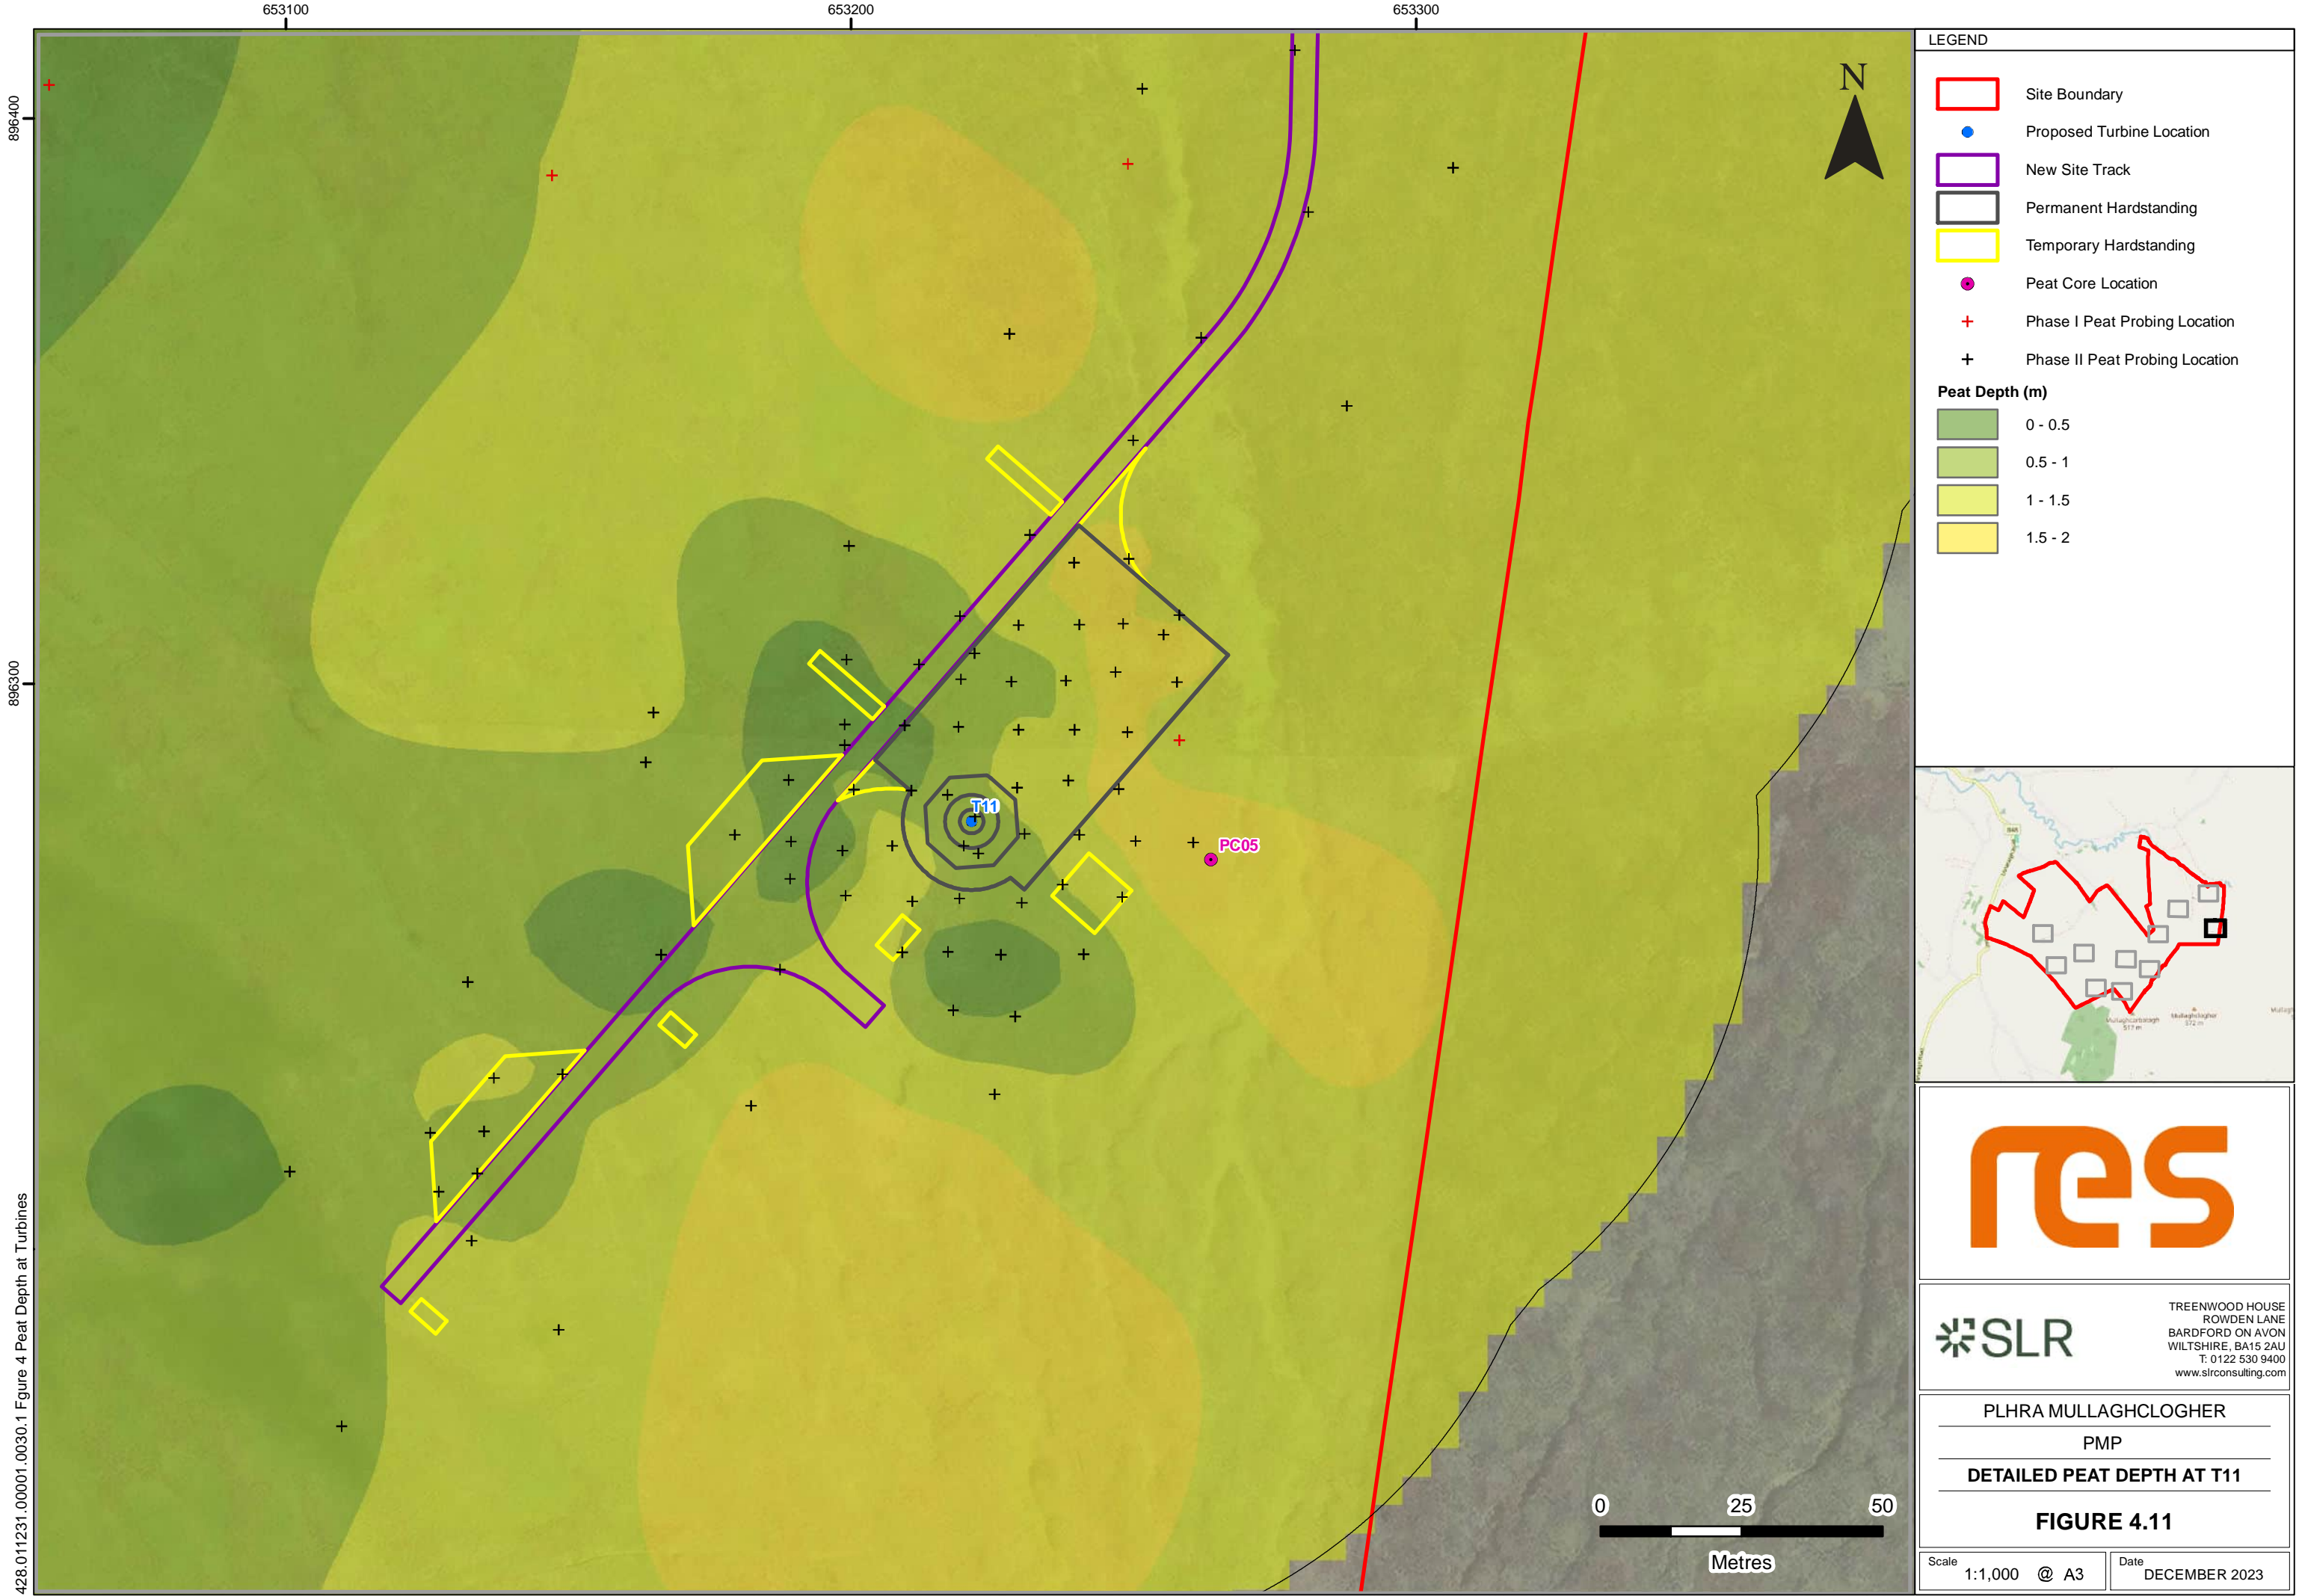 653100
653200
653300
896400
896300
428.011231.00001.0030.1 Fgure 4 Peat Depth at Turbines
N
T11
PC05
0 25 50
Metres
LEGEND
Site Boundary
Proposed Turbine Location
New Site Track
Permanent Hardstanding
Temporary Hardstanding
Peat Core Location
Phase I Peat Probing Location
Phase II Peat Probing Location
Peat Depth (m)
0 - 0.5
0.5 - 1
1 - 1.5
1.5 - 2
B48
Mullaghclogher
572 m
517 m
res
SLR
TREENWOOD HOUSE
ROWDEN LANE
BARDFORD ON AVON
WILTSHIRE, BA15 2AU
T: 0122 530 9400
www.slrconsulting.com
PLHRA MULLAGHCLOGHER
PMP
DETAILED PEAT DEPTH AT T11
FIGURE 4.11
Scale
1:1,000 @ A3
Date
DECEMBER 2023